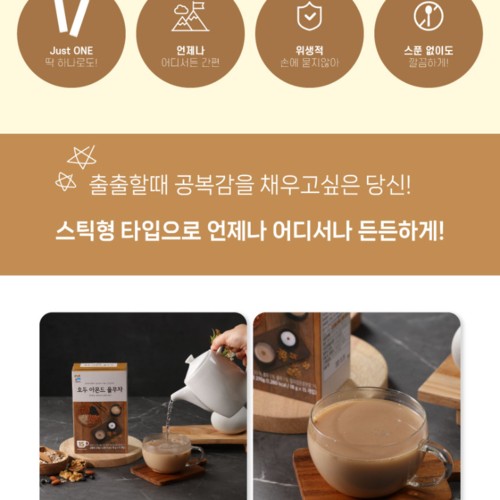 Just ONE
딱 하나로도!
언제나
어디서든 간편
위생적
손에 묻지않아
스푼 없이도
깔끔하게!
출출할때 공복감을 채우고싶은 당신!
스틱형 타입으로 언제나 어디서나 든든하게!
호두·아몬드 율무차